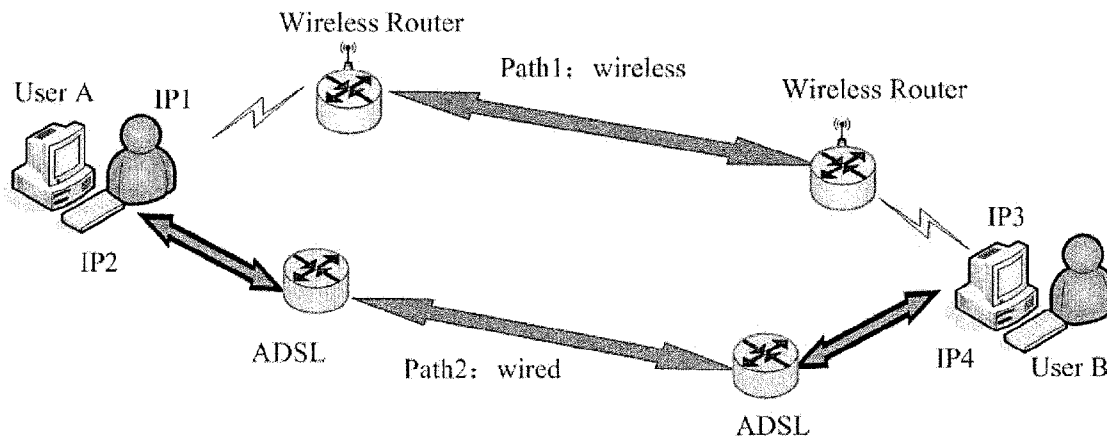 Wireless Router
Path1: wireless
User A
IP1
Wireless Router
IP2
IP3
ADSL
Path2: wired
IP4
User B
ADSL